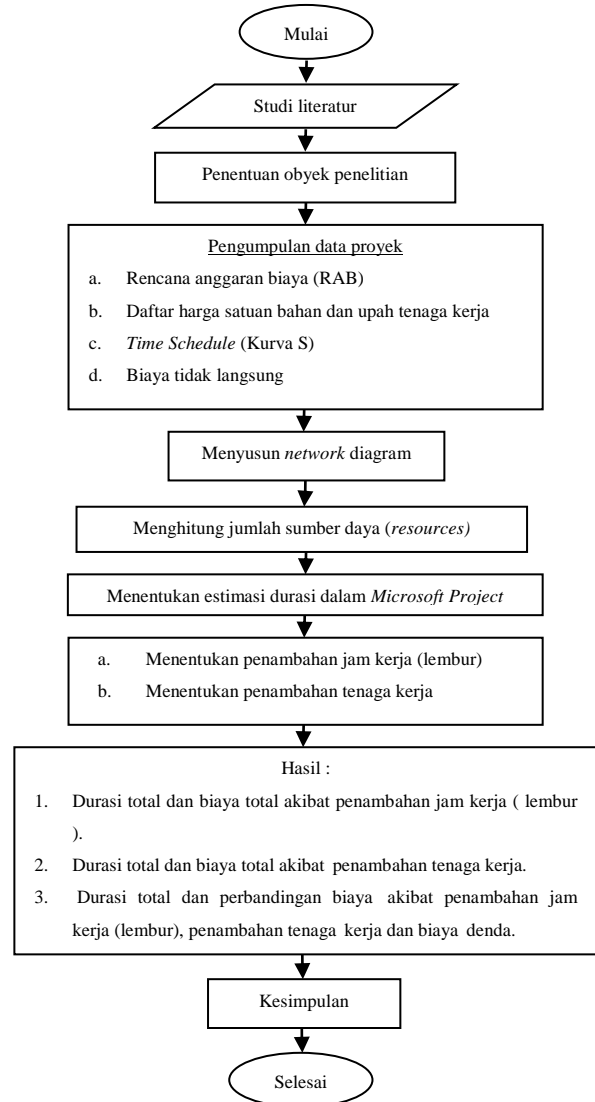 Mulai
Studi literatur
Penentuan obyek penelitian
Pengumpulan data proyek
a. Rencana anggaran biaya (RAB)
b. Daftar harga satuan bahan dan upah tenaga kerja
c. Time Schedule (Kurva S)
d. Biaya tidak langsung
Menyusun network diagram
Menghitung jumlah sumber daya (resources)
Menentukan estimasi durasi dalam Microsoft Project
a. Menentukan penambahan jam kerja (lembur)
b. Menentukan penambahan tenaga kerja
Hasil :
1. Durasi total dan biaya total akibat penambahan jam kerja ( lembur
).
2. Durasi total dan biaya total akibat penambahan tenaga kerja.
3. Durasi total dan perbandingan biaya akibat penambahan jam
kerja (lembur), penambahan tenaga kerja dan biaya denda.
Kesimpulan
Selesai